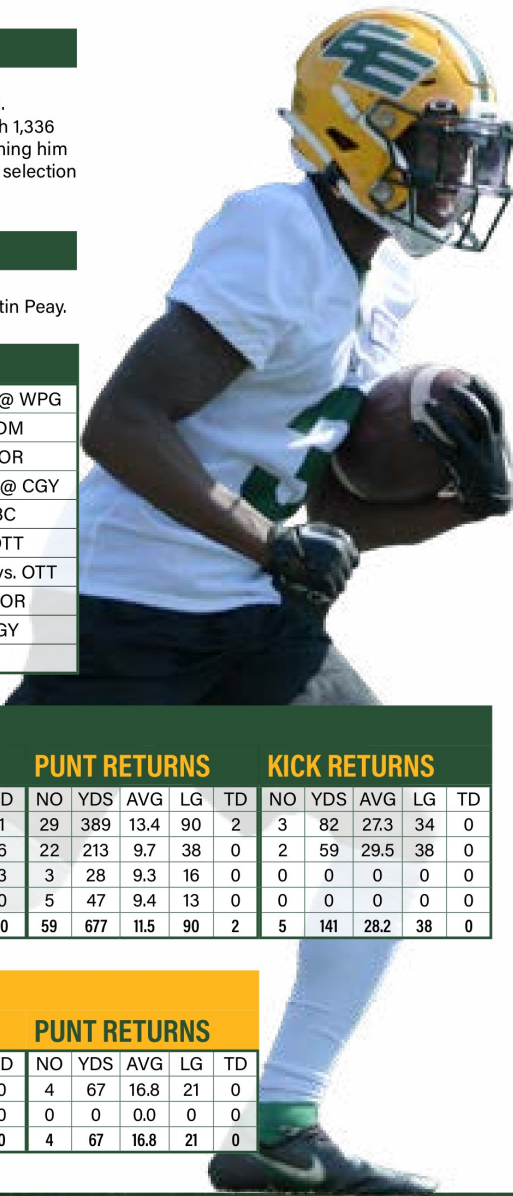 .
h 1,336
ning him
selection
tin Peay.
@ WPG
OM
OR
@ CGY
BC
OTT
vs. OTT
OR
GY
PUNT RETURNS KICK RETURNS
D NO YDS AVG LG TD NO YDS AVG LG TD
1 29 389 13.4 90 2 3 82 27.3 34 0
6 22 213 9.7 38 0 2 59 29.5 38 0
3 3 28 9.3 16 0 0 0 0 0 0
0 5 47 9.4 13 0 0 0 0 0 0
0 59 677 11.5 90 2 5 141 28.2 38 0
PUNT RETURNS
D NO YDS AVG LG TD
0 4 67 16.8 21 0
0 0 0 0.0 0 0
0 4 67 16.8 21 0
EE
3